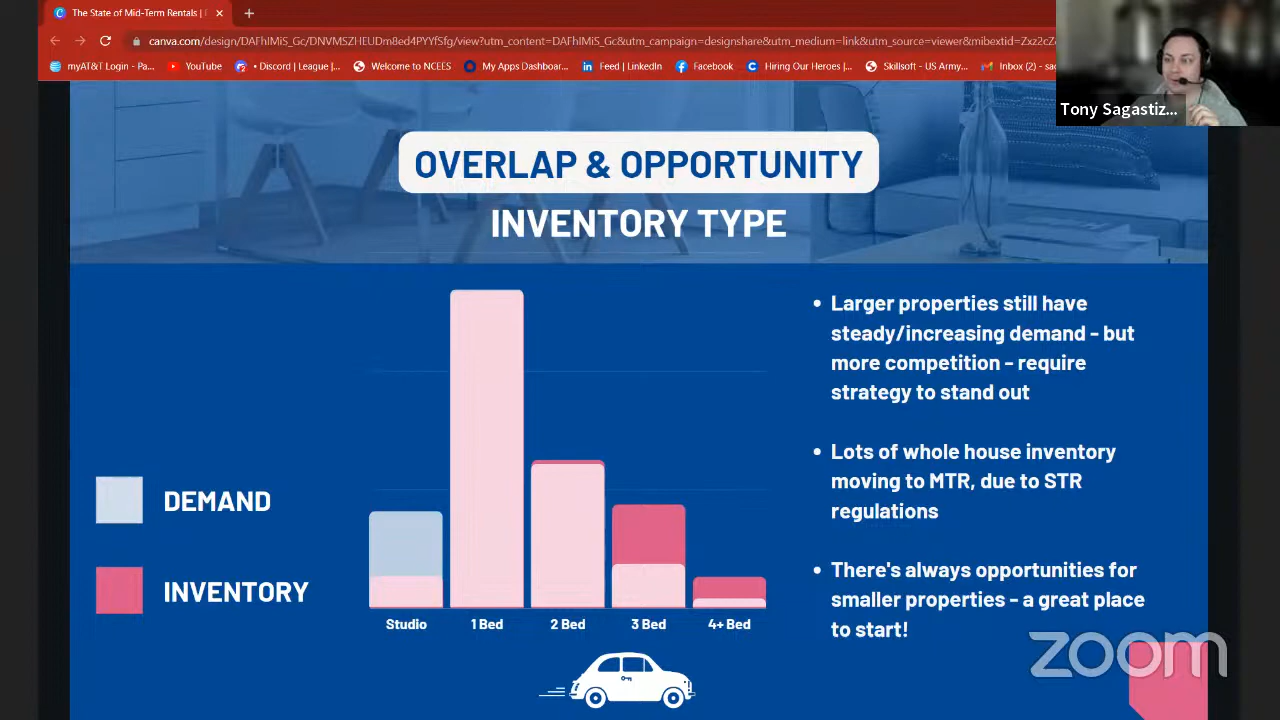 The State of Mid-Term Rentals |
canva.com/design/DAFhIMiS_Gc/DNVMSZHEUDm8ed4PYYfSfg/view?utm_content=DAFhIMiS_Gc&utm_campaign=designshare&utm_medium=link&utm_source=viewer&mibextid=Zxz2cZ
myAT&T Login - Pa... YouTube • Discord | League |... Welcome to NCEES My Apps Dashboar... Feed | LinkedIn Facebook Hiring Our Heroes |... Skillsoft - US Army... Inbox (2) - sac
Tony Sagastiz...
OVERLAP & OPPORTUNITY
INVENTORY TYPE
DEMAND
INVENTORY
Studio 1 Bed 2 Bed 3 Bed 4+ Bed
• Larger properties still have
steady/increasing demand - but
more competition - require
strategy to stand out
• Lots of whole house inventory
moving to MTR, due to STR
regulations
• There's always opportunities for
smaller properties - a great place
to start!
zoom